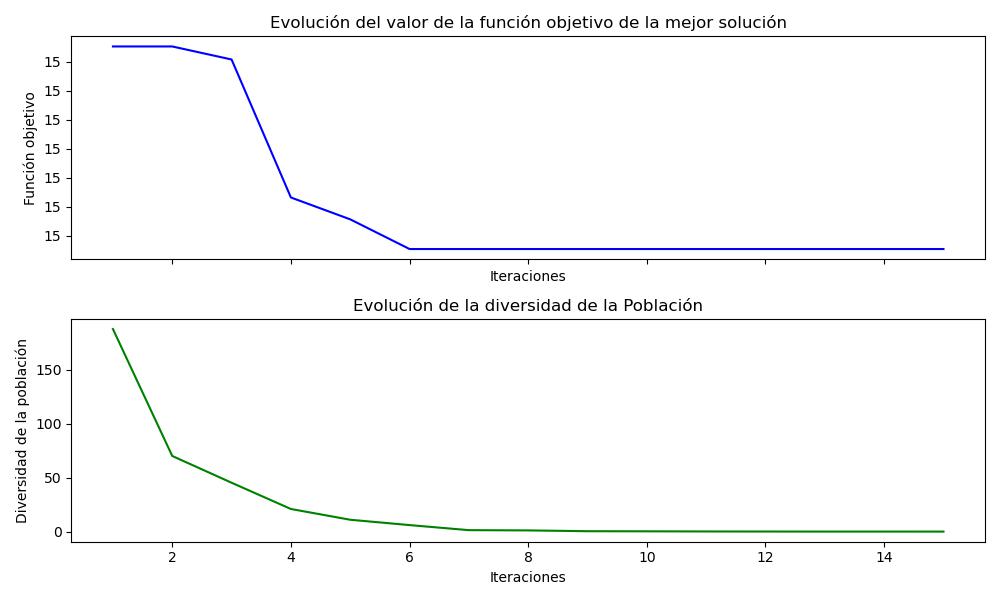 Evolución del valor de la función objetivo de la mejor solución
15
15
15
15
15
15
15
Función objetivo
Iteraciones
Evolución de la diversidad de la Población
150
100
50
0
Diversidad de la población
2 4 6 8 10 12 14
Iteraciones